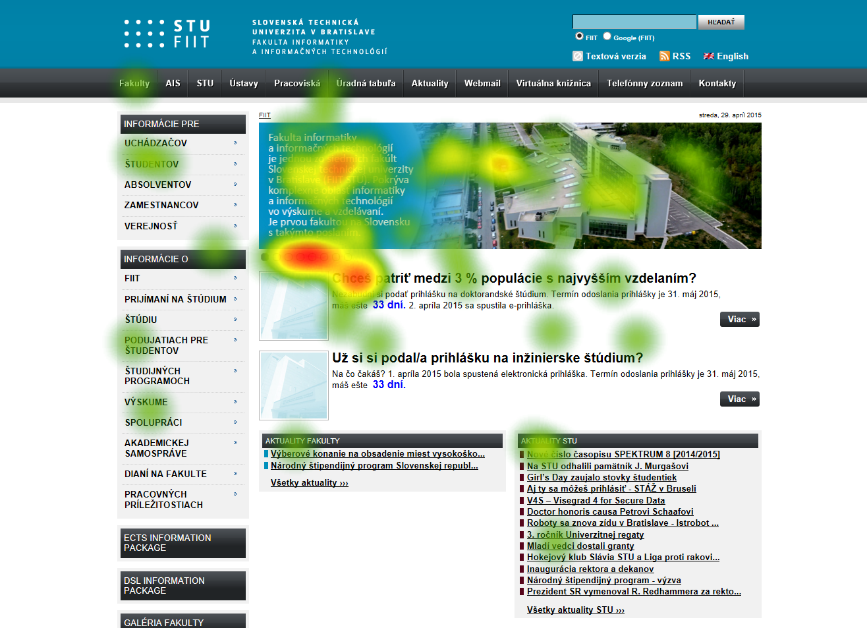 STU
FIIT
SLOVENSKÁ TECHNICKÁ
UNIVERZITA V BRATISLAVE
FAKULTA INFORMATIKY
A INFORMAČNÝCH TECHNOLÓGIÍ
HĽADAŤ
FIIT Google (FIIT)
Textová verzia RSS English
Fakulty AIS STU Ústavy Pracoviská Úradná tabuľa Aktuality Webmail Virtuálna knižnica Telefónny zoznam Kontakty
INFORMÁCIE PRE
UCHÁDZAČOV
ŠTUDENTOV
ABSOLVENTOV
ZAMESTNANCOV
VEREJNOSŤ
INFORMÁCIE O
FIIT
PRIJÍMANÍ NA ŠTÚDIUM
ŠTÚDIU
PODUJATIACH PRE
ŠTUDENTOV
ŠTUDIJNÝCH
PROGRAMOCH
VÝSKUME
SPOLUPRÁCI
AKADEMICKEJ
SAMOSPRÁVE
DIANÍ NA FAKULTE
PRACOVNÝCH
PRÍLEŽITOSTIACH
ECTS INFORMATION
PACKAGE
DSL INFORMATION
PACKAGE
GALÉRIA FAKULTY
FIIT
streda, 29. apríl 2015
Fakulta informatiky
a informačných technológií
je jednou
Slovenskej univerzity
v
informatiky
a informačných technológií
vo výskume a vzdelávaní.
Je prvou fakultou na Slovensku
s takýmto
Chceš patriť medzi 3 % populácie s najvyšším vzdelaním?
podať prihlášku na doktorandské štúdium. Termín odoslania prihlášky je 31. máj 2015,
máš ešte 33 dní. 2. apríla 2015 sa spustila e-prihláška.
Viac »
Už si si podal/a prihlášku na inžinierske štúdium?
Na čo čakáš? 1. apríla 2015 bola spustená elektronická prihláška. Termín odoslania prihlášky je 31. máj 2015,
máš ešte 33 dní.
Viac »
AKTUALITY FAKULTY
Výberové konanie na obsadenie miest vysokoško...
Národný štipendijný program Slovenskej republ...
Všetky aktuality »»
AKTUALITY STU
Nové číslo časopisu SPEKTRUM 8 [2014/2015]
Na STU odhalili pamätník J. Murgašovi
Girl's Day zaujalo stovky študentiek
Aj ty sa môžeš prihlásiť - STÁŽ v Bruseli
V4S – Visegrad 4 for Secure Data
Doctor honoris causa Petrovi Schaafovi
Roboty sa znova zídu v Bratislave - Istrobot ...
3. ročník Univerzitnej regaty
Mladí vedci dostali granty
Hokejový klub Slávia STU a Liga proti rakovi...
Inaugurácia rektora a dekanov
Národný štipendijný program - výzva
Prezident SR vymenoval R. Redhammera za rekto...
Všetky aktuality STU »»